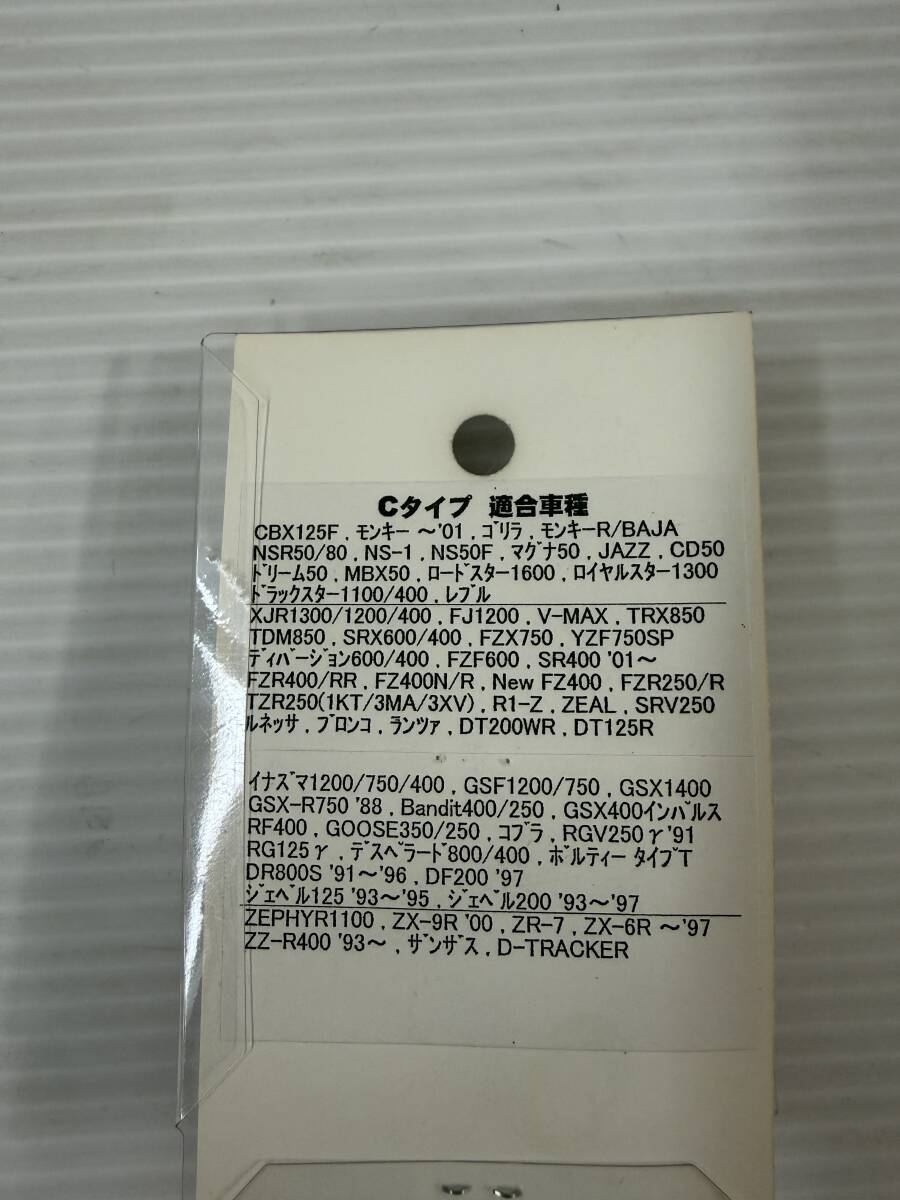 Cタイプ 適合車種
CBX125F , ﾓﾝｷｰ ～'01 , ｺﾞﾘﾗ , ﾓﾝｷｰR/BAJA
NSR50/80 , NS-1 , NS50F , ﾏｸﾞﾅ50 , JAZZ , CD50
ﾄﾞﾘｰﾑ50 , MBX50 , ﾛｰﾄﾞｽﾀｰ1600 , ﾛｲﾔﾙｽﾀｰ1300
ﾄﾞﾗｯｸｽﾀｰ1100/400 , ﾚﾌﾞﾙ
XJR1300/1200/400 , FJ1200 , V-MAX , TRX850
TDM850 , SRX600/400 , FZX750 , YZF750SP
ﾃﾞｨﾊﾞｰｼﾞｮﾝ600/400 , FZF600 , SR400 '01～
FZR400/RR , FZ400N/R , New FZ400 , FZR250/R
TZR250(1KT/3MA/3XV) , R1-Z , ZEAL , SRV250
ﾙﾈｯｻ , ﾌﾞﾛﾝｺ , ﾗﾝﾂｧ , DT200WR , DT125R
ｲﾅｽﾞﾏ1200/750/400 , GSF1200/750 , GSX1400
GSX-R750 '88 , Bandit400/250 , GSX400ｲﾝﾊﾟﾙｽ
RF400 , GOOSE350/250 , ｺﾌﾞﾗ , RGV250γ'91
RG125γ , ﾃﾞｽﾍﾟﾗｰﾄﾞ800/400 , ﾎﾞﾙﾃｨｰ ﾀｲﾌﾟT
DR800S '91～'96 , DF200 '97
ｼﾞｪﾍﾞﾙ125 '93～'95 , ｼﾞｪﾍﾞﾙ200 '93～'97
ZEPHYR1100 , ZX-9R '00 , ZR-7 , ZX-6R ～'97
ZZ-R400 '93～ , ｻﾞﾝｻﾞｽ , D-TRACKER